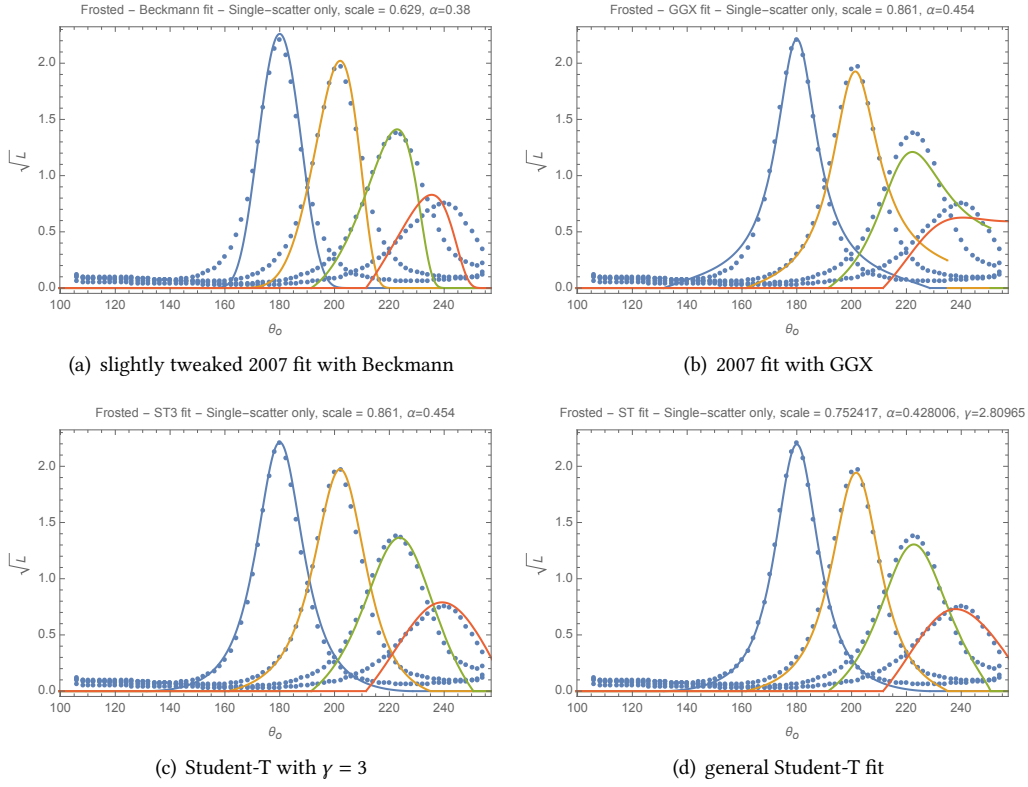 Frosted – Beckmann fit – Single-scatter only, scale = 0.629, α=0.38
Frosted – GGX fit – Single-scatter only, scale = 0.861, α=0.454
√L
2.0
1.5
1.0
0.5
0.0
100 120 140 160 180 200 220 240
θo
√L
2.0
1.5
1.0
0.5
0.0
100 120 140 160 180 200 220 240
θo
(a) slightly tweaked 2007 fit with Beckmann
(b) 2007 fit with GGX
Frosted – ST3 fit – Single-scatter only, scale = 0.861, α=0.454
Frosted – ST fit – Single-scatter only, scale = 0.752417, α=0.428006, γ=2.80965
√L
2.0
1.5
1.0
0.5
0.0
100 120 140 160 180 200 220 240
θo
√L
2.0
1.5
1.0
0.5
0.0
100 120 140 160 180 200 220 240
θo
(c) Student-T with γ = 3
(d) general Student-T fit